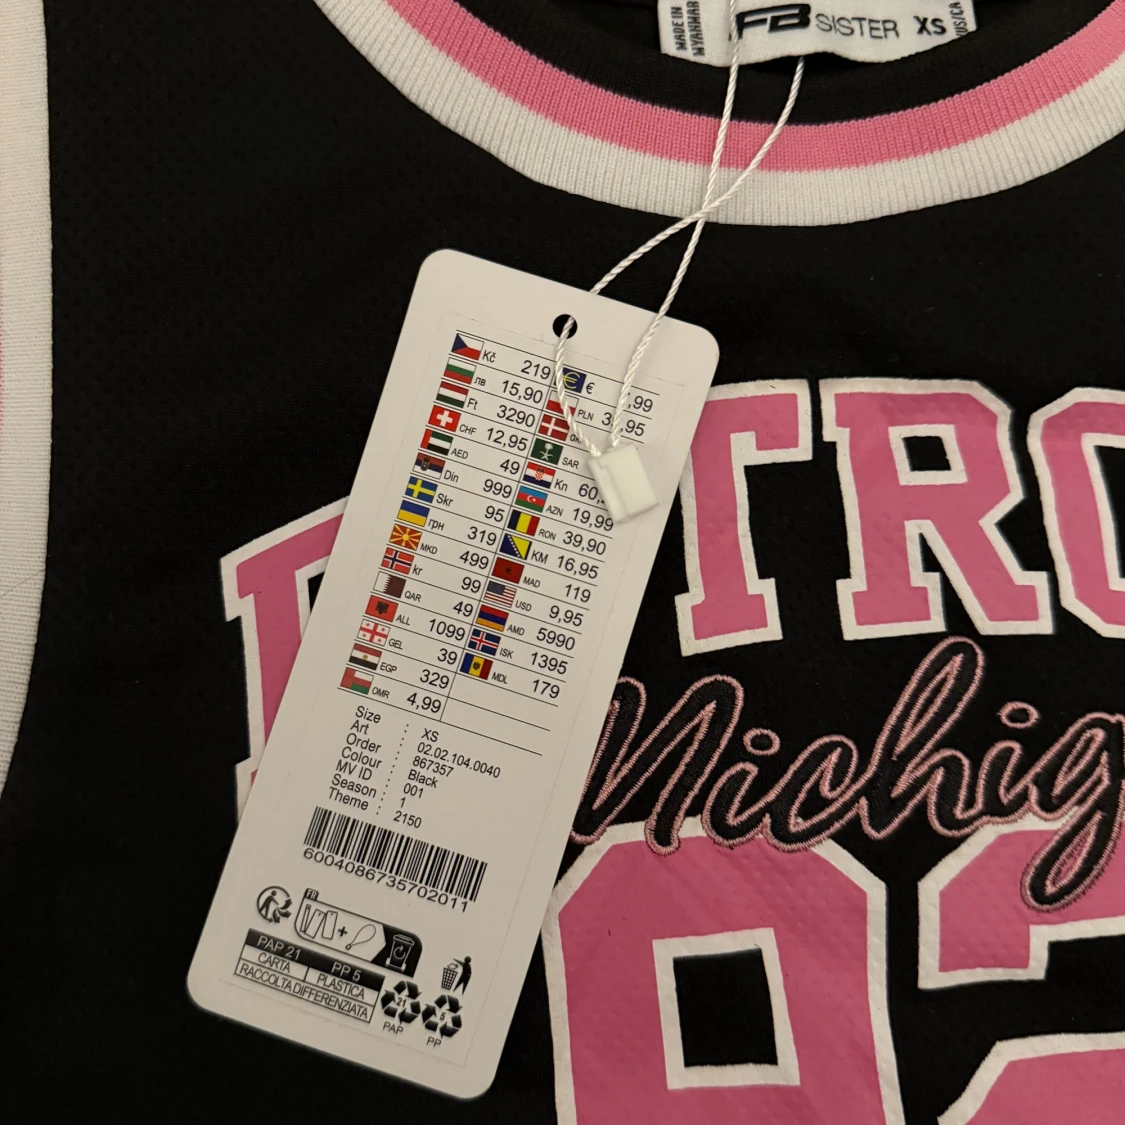 MADE IN
MYANMAR
FB SISTER XS
US/CA
Kč 219
€ ,99
лв 15,90
PLN ,95
Ft 3290
CHF 12,95
SAR
AED 49
Kn 60,
Din 999
AZN 19,99
Skr 95
RON 39,90
грн 319
KM 16,95
MKD 499
MAD 119
kr 99
USD 9,95
QAR 49
AMD 5990
ALL 1099
ISK 1395
GEL 39
MDL 179
EGP 329
OMR 4,99
Size : XS
Art : 02.02.104.0040
Order : 867357
Colour : Black
MV ID : 001
Season : 1
Theme : 2150
6004086735702011
FR
+
PAP 21 PP 5
CARTA PLASTICA
RACCOLTA DIFFERENZIATA
21
PAP
5
PP
TRO
Michig